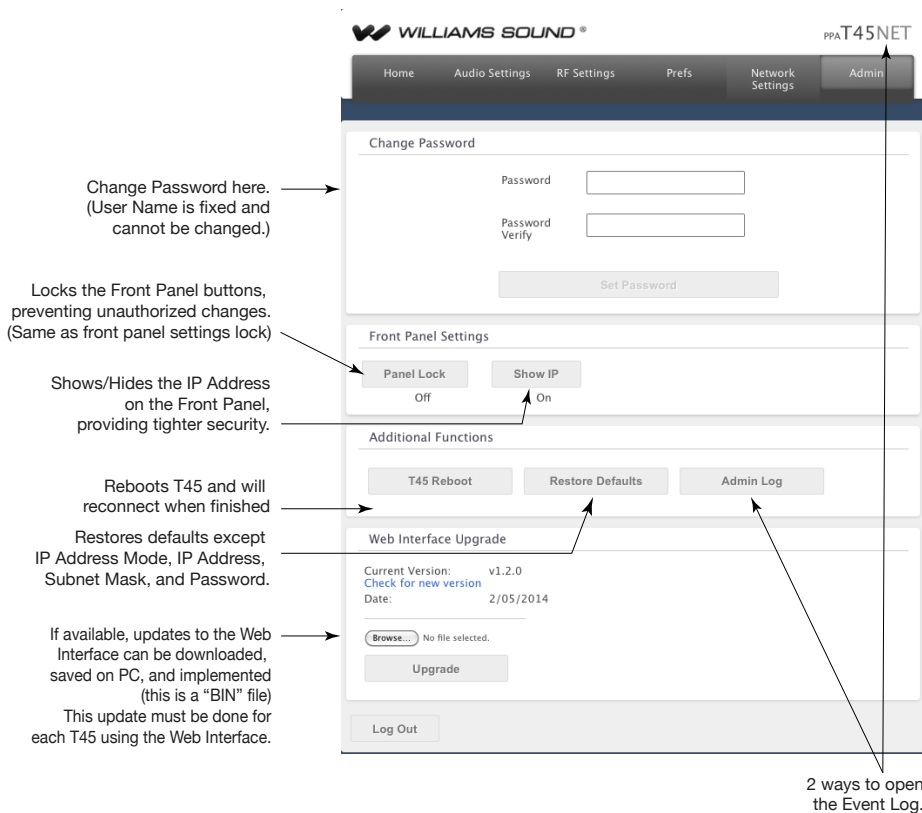 WILLIAMS SOUND ®
PPAT45NET
Home Audio Settings RF Settings Prefs Network Settings Admin
Change Password
Change Password here.
(User Name is fixed and
cannot be changed.)
Password
Password
Verify
Set Password
Locks the Front Panel buttons,
preventing unauthorized changes.
(Same as front panel settings lock)
Front Panel Settings
Panel Lock Show IP
Off On
Shows/Hides the IP Address
on the Front Panel,
providing tighter security.
Additional Functions
T45 Reboot Restore Defaults Admin Log
Reboots T45 and will
reconnect when finished
Restores defaults except
IP Address Mode, IP Address,
Subnet Mask, and Password.
Web Interface Upgrade
Current Version: v1.2.0
Check for new version
Date: 2/05/2014
Browse... No file selected.
Upgrade
If available, updates to the Web
Interface can be downloaded,
saved on PC, and implemented
(this is a “BIN” file)
This update must be done for
each T45 using the Web Interface.
Log Out
2 ways to open
the Event Log.